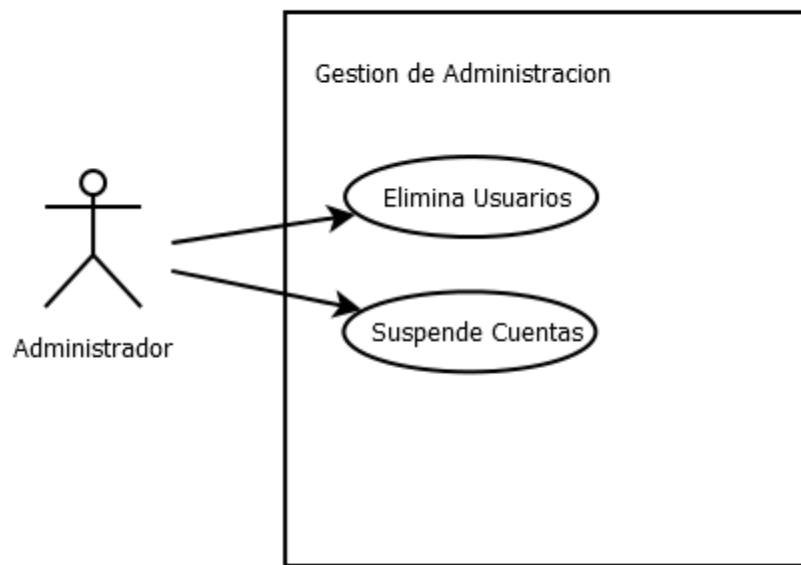 Gestion de Administracion
Elimina Usuarios
Suspende Cuentas
Administrador